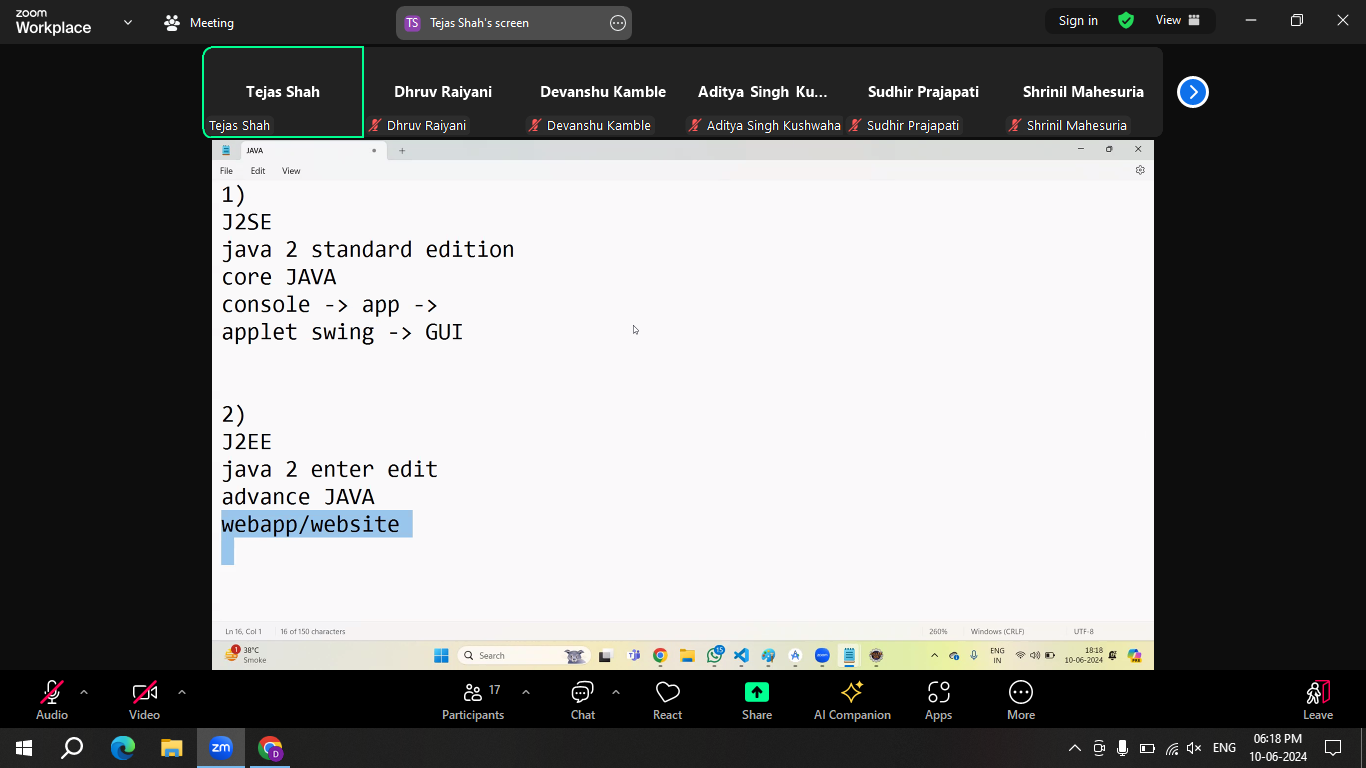 zoom
Workplace
Meeting
TS Tejas Shah's screen
Sign in
View
Tejas Shah
Tejas Shah
Dhruv Raiyani
Dhruv Raiyani
Devanshu Kamble
Devanshu Kamble
Aditya Singh Ku...
Aditya Singh Kushwaha
Sudhir Prajapati
Sudhir Prajapati
Shrinil Mahesuria
Shrinil Mahesuria
JAVA
File Edit View
1)
J2SE
java 2 standard edition
core JAVA
console -> app ->
applet swing -> GUI
2)
J2EE
java 2 enter edit
advance JAVA
webapp/website
Ln 16, Col 1 16 of 150 characters 260% Windows (CRLF) UTF-8
1
38°C
Smoke
Search
15
ENG
IN
18:18
10-06-2024
Audio
Video
Participants 17
Chat
React
Share
AI Companion
Apps
More
Leave
zm
D
ENG
06:18 PM
10-06-2024